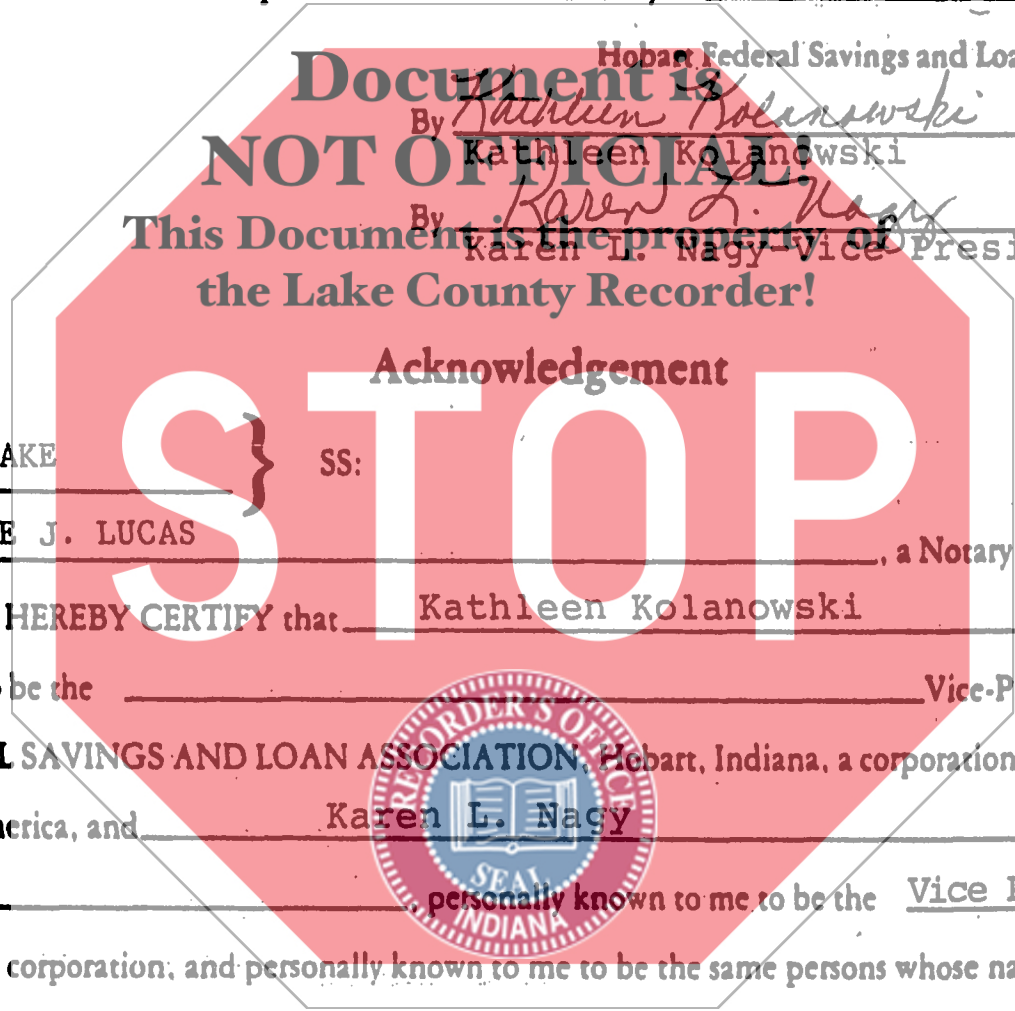 Hobart Federal Savings and Loa
Document is
By Kathleen Kolanowski
Kathleen Kolanowski
NOT OFFICIAL!
By Karen L. Nagy
This Document is the property of
Karen L. Nagy-Vice Presi
the Lake County Recorder!
Acknowledgement
STOP
AKE } SS:
E J. LUCAS , a Notary
HEREBY CERTIFY that Kathleen Kolanowski
be the Vice-P
RECORDER'S OFFICE
L SAVINGS AND LOAN ASSOCIATION, Hobart, Indiana, a corporation
erica, and Karen L. Nagy
SEAL
, personally known to me to be the Vice P
INDIANA
corporation, and personally known to me to be the same persons whose na